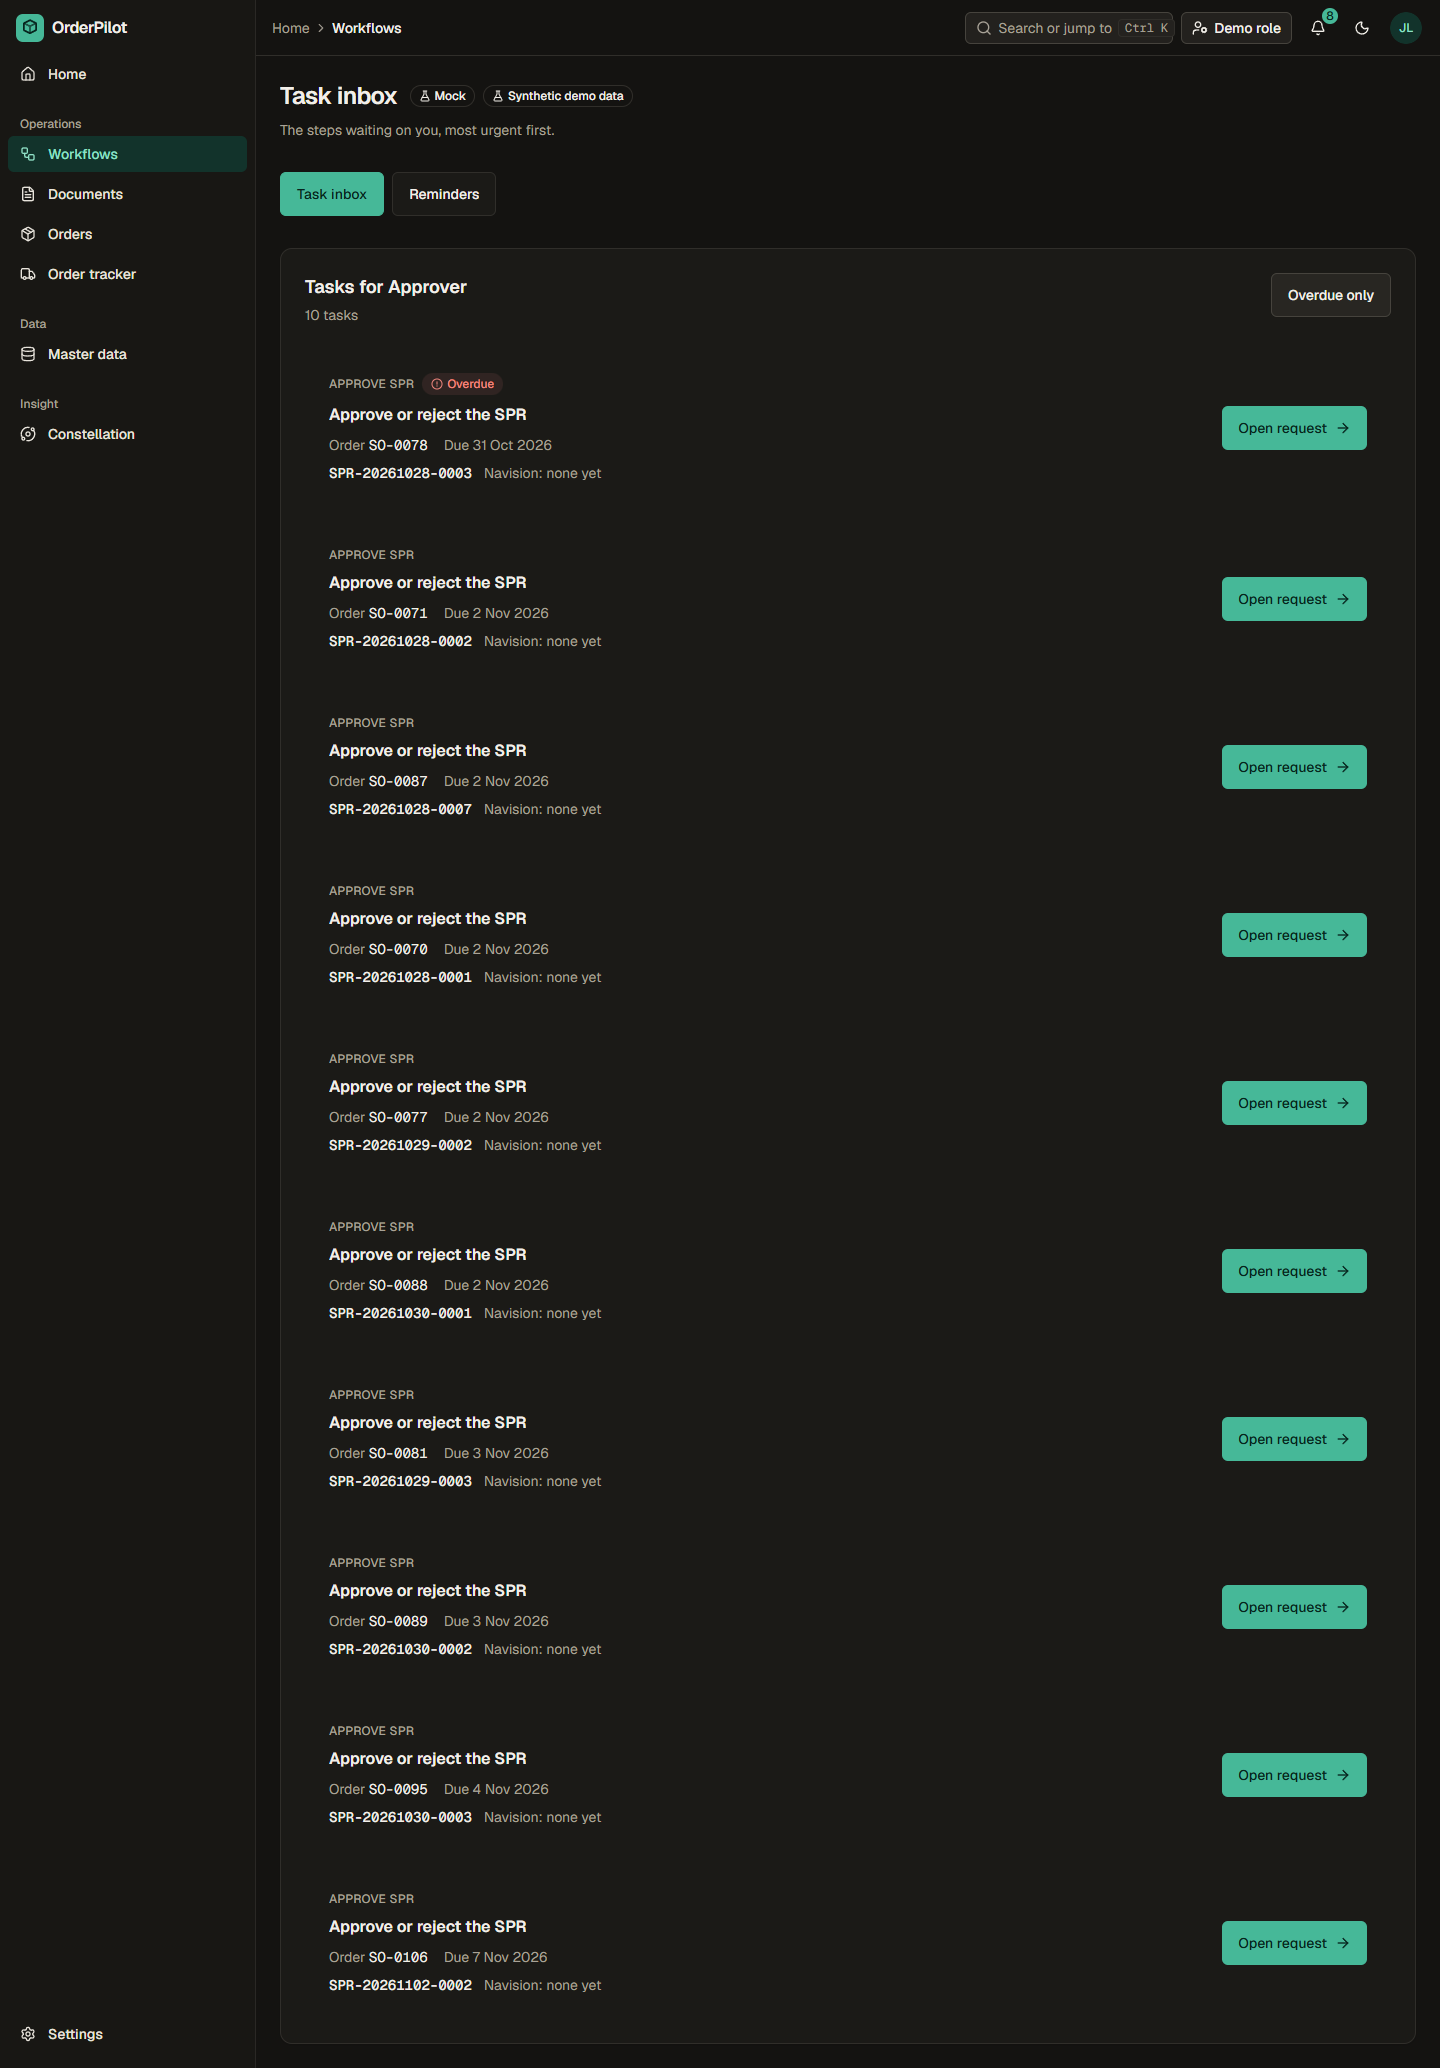 OrderPilot
Home
Operations
Workflows
Documents
Orders
Order tracker
Data
Master data
Insight
Constellation
Settings
Home > Workflows
Search or jump to Ctrl K
Demo role
8
JL
Task inbox
Mock
Synthetic demo data
The steps waiting on you, most urgent first.
Task inbox
Reminders
Tasks for Approver
10 tasks
Overdue only
APPROVE SPR Overdue
Approve or reject the SPR
Order SO-0078 Due 31 Oct 2026
SPR-20261028-0003 Navision: none yet
Open request
APPROVE SPR
Approve or reject the SPR
Order SO-0071 Due 2 Nov 2026
SPR-20261028-0002 Navision: none yet
Open request
APPROVE SPR
Approve or reject the SPR
Order SO-0087 Due 2 Nov 2026
SPR-20261028-0007 Navision: none yet
Open request
APPROVE SPR
Approve or reject the SPR
Order SO-0070 Due 2 Nov 2026
SPR-20261028-0001 Navision: none yet
Open request
APPROVE SPR
Approve or reject the SPR
Order SO-0077 Due 2 Nov 2026
SPR-20261029-0002 Navision: none yet
Open request
APPROVE SPR
Approve or reject the SPR
Order SO-0088 Due 2 Nov 2026
SPR-20261030-0001 Navision: none yet
Open request
APPROVE SPR
Approve or reject the SPR
Order SO-0081 Due 3 Nov 2026
SPR-20261029-0003 Navision: none yet
Open request
APPROVE SPR
Approve or reject the SPR
Order SO-0089 Due 3 Nov 2026
SPR-20261030-0002 Navision: none yet
Open request
APPROVE SPR
Approve or reject the SPR
Order SO-0095 Due 4 Nov 2026
SPR-20261030-0003 Navision: none yet
Open request
APPROVE SPR
Approve or reject the SPR
Order SO-0106 Due 7 Nov 2026
SPR-20261102-0002 Navision: none yet
Open request